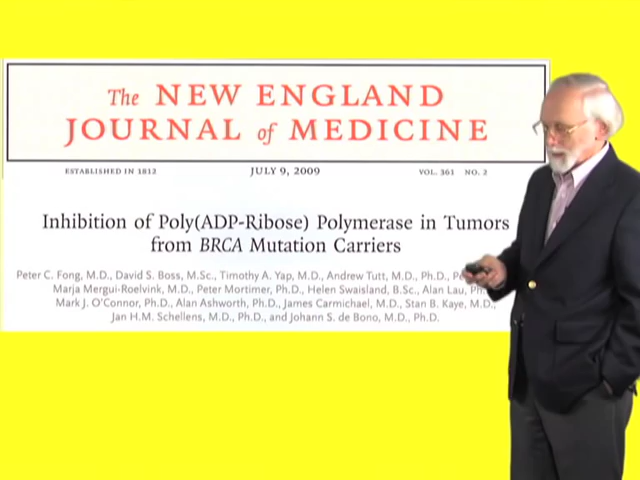 The NEW ENGLAND
JOURNAL of MEDICINE
ESTABLISHED IN 1812 JULY 9, 2009 VOL. 361 NO. 2
Inhibition of Poly(ADP-Ribose) Polymerase in Tumors
from BRCA Mutation Carriers
Peter C. Fong, M.D., David S. Boss, M.Sc., Timothy A. Yap, M.D., Andrew Tutt, M.D., Ph.D.,
Marja Mergui-Roelvink, M.D., Peter Mortimer, Ph.D., Helen Swaisland, B.Sc., Alan Lau,
Mark J. O'Connor, Ph.D., Alan Ashworth, Ph.D., James Carmichael, M.D., Stan B. Kaye, M.D.,
Jan H.M. Schellens, M.D., Ph.D., and Johann S. de Bono, M.D., Ph.D.